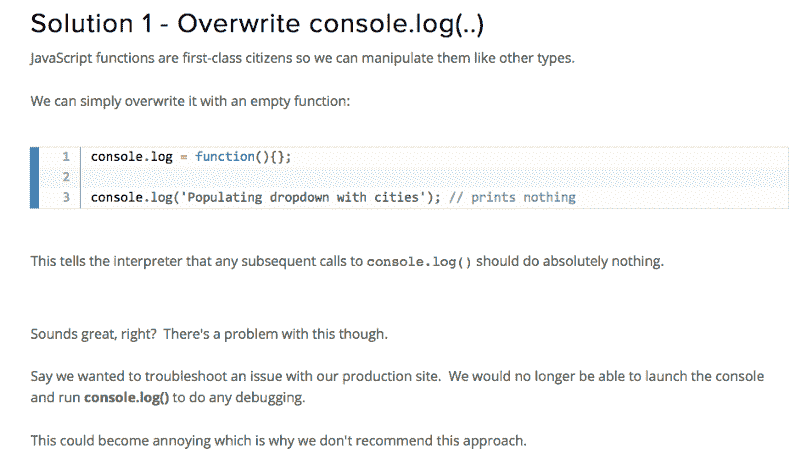 Solution 1 - Overwrite console.log(..)
JavaScript functions are first-class citizens so we can manipulate them like other types.
We can simply overwrite it with an empty function:
1 console.log = function(){};
2
3 console.log('Populating dropdown with cities'); // prints nothing
This tells the interpreter that any subsequent calls to console.log() should do absolutely nothing.
Sounds great, right?  There's a problem with this though.
Say we wanted to troubleshoot an issue with our production site.  We would no longer be able to launch the console
and run console.log() to do any debugging.
This could become annoying which is why we don't recommend this approach.